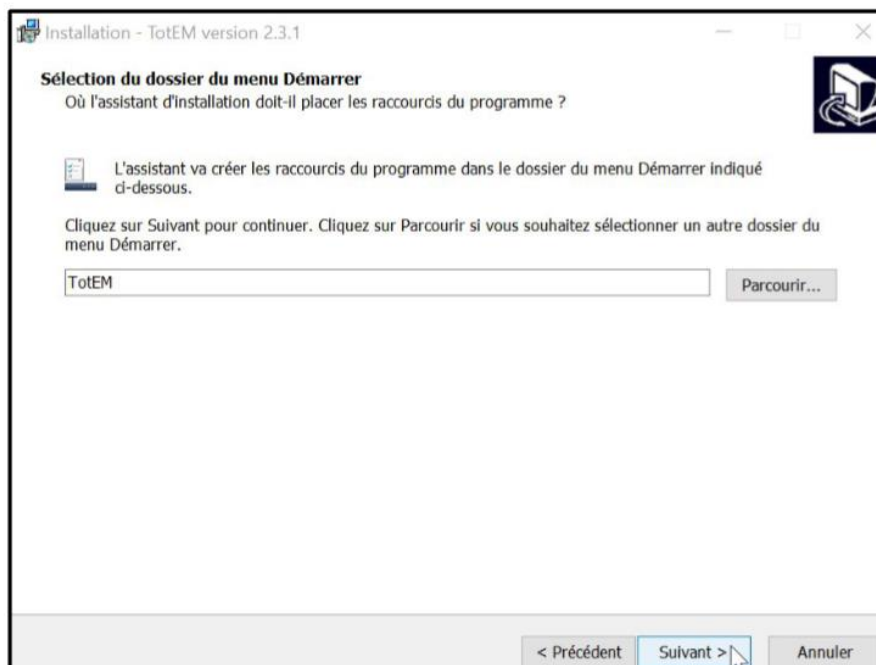 Installation - TotEM version 2.3.1
Sélection du dossier du menu Démarrer
Où l'assistant d'installation doit-il placer les raccourcis du programme ?
L'assistant va créer les raccourcis du programme dans le dossier du menu Démarrer indiqué
ci-dessous.
Cliquez sur Suivant pour continuer. Cliquez sur Parcourir si vous souhaitez sélectionner un autre dossier du
menu Démarrer.
TotEM
Parcourir...
< Précédent
Suivant >
Annuler